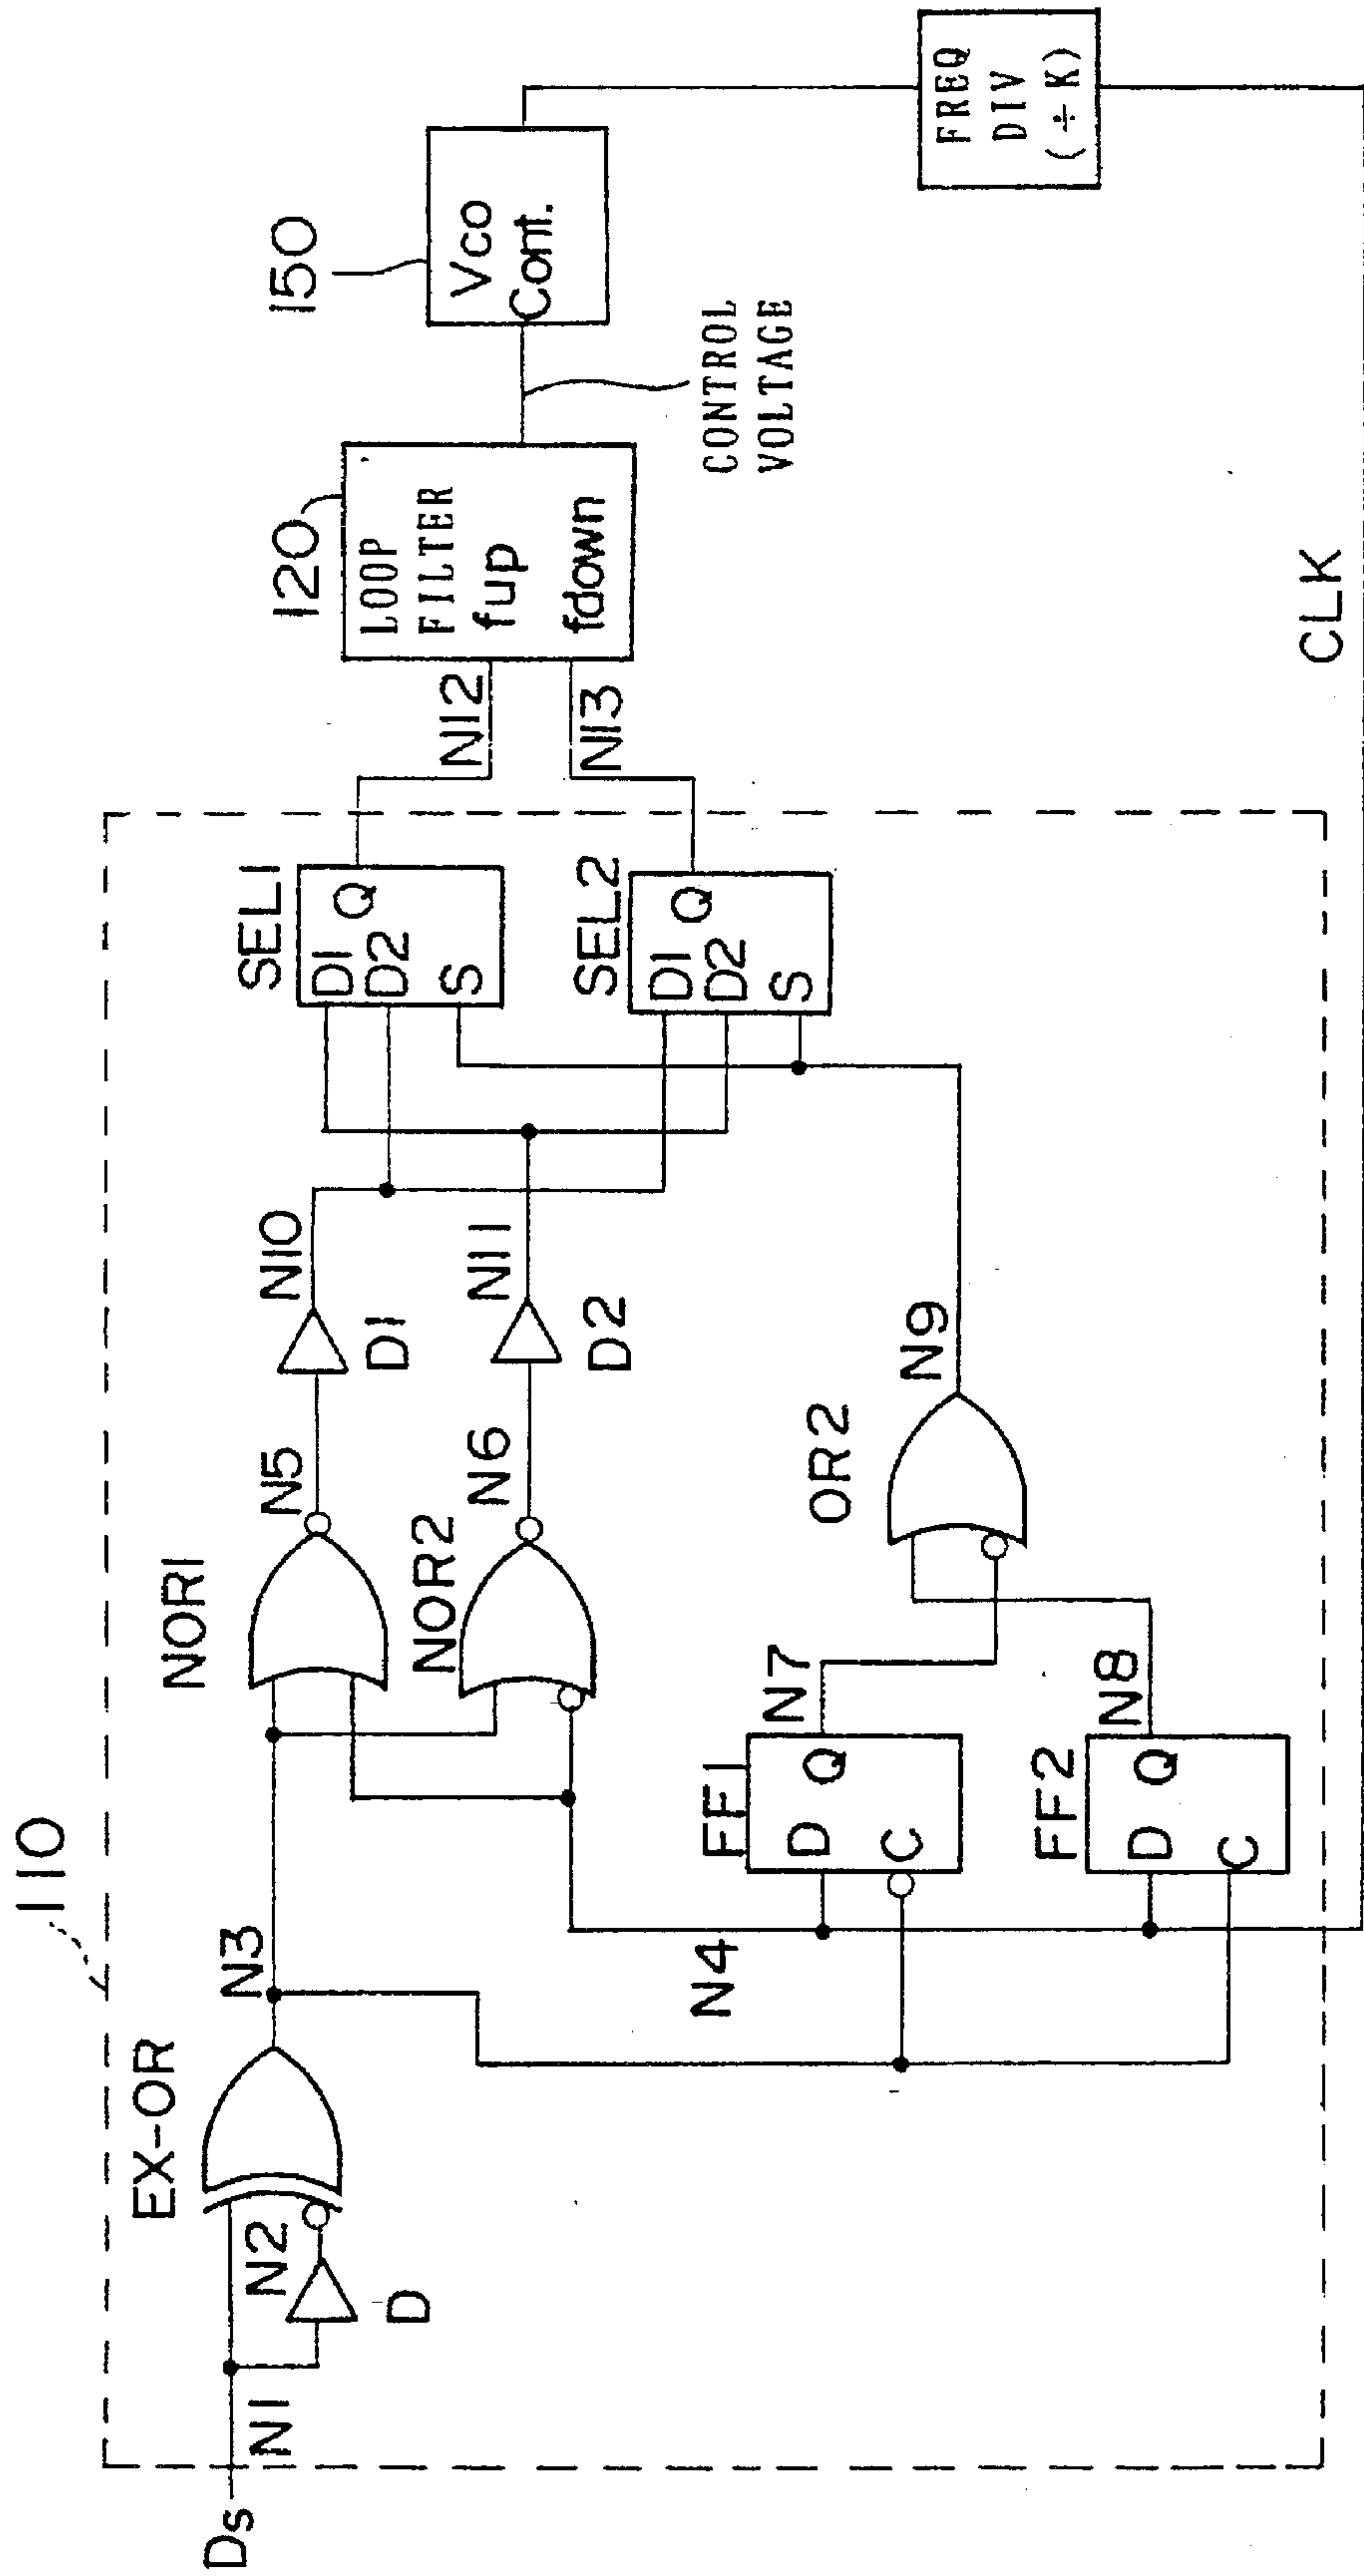 110
Ds
N1
D
N2
EX-OR
N3
NOR1
N5
D1
N10
NOR2
N6
D2
N11
N4
FF1
D Q
C
N7
FF2
D Q
C
N8
OR2
N9
SEL1
D1 Q
D2
S
SEL2
D1 Q
D2
S
N12
N13
120
LOOP
FILTER
fup
fdown
CONTROL
VOLTAGE
150
Vco
Cont.
FREQ
DIV
(÷K)
CLK